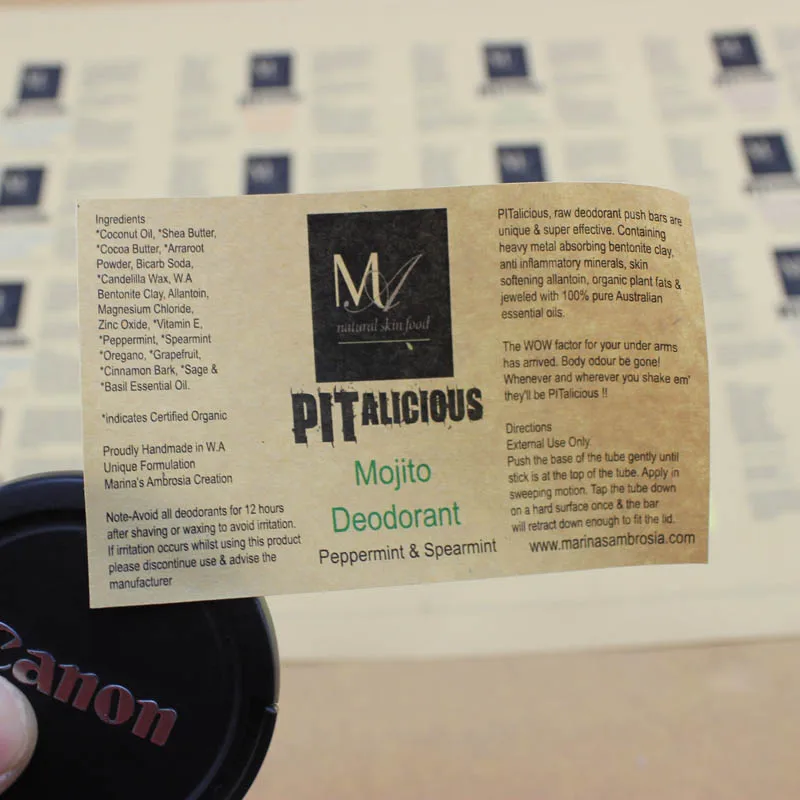 Ingredients
*Coconut Oil, *Shea Butter,
*Cocoa Butter, *Arraroot
Powder, Bicarb Soda,
*Candelilla Wax, W.A
Bentonite Clay, Allantoin,
Magnesium Chloride,
Zinc Oxide, *Vitamin E,
*Peppermint, *Spearmint
*Oregano, *Grapefruit,
*Cinnamon Bark, *Sage &
*Basil Essential Oil.
*indicates Certified Organic
Proudly Handmade in W.A
Unique Formulation
Marina's Ambrosia Creation
Note-Avoid all deodorants for 12 hours
after shaving or waxing to avoid irritation.
If irritation occurs whilst using this product
please discontinue use & advise the
manufacturer
MA
natural skin food
PITALICIOUS
Mojito
Deodorant
Peppermint & Spearmint
PITalicious, raw deodorant push bars are
unique & super effective. Containing
heavy metal absorbing bentonite clay,
anti inflammatory minerals, skin
softening allantoin, organic plant fats &
jeweled with 100% pure Australian
essential oils.
The WOW factor for your under arms
has arrived. Body odour be gone!
Whenever and wherever you shake em'
they'll be PITalicious !!
Directions
External Use Only
Push the base of the tube gently until
stick is at the top of the tube. Apply in
sweeping motion. Tap the tube down
on a hard surface once & the bar
will retract down enough to fit the lid.
www.marinasambrosia.com
Canon